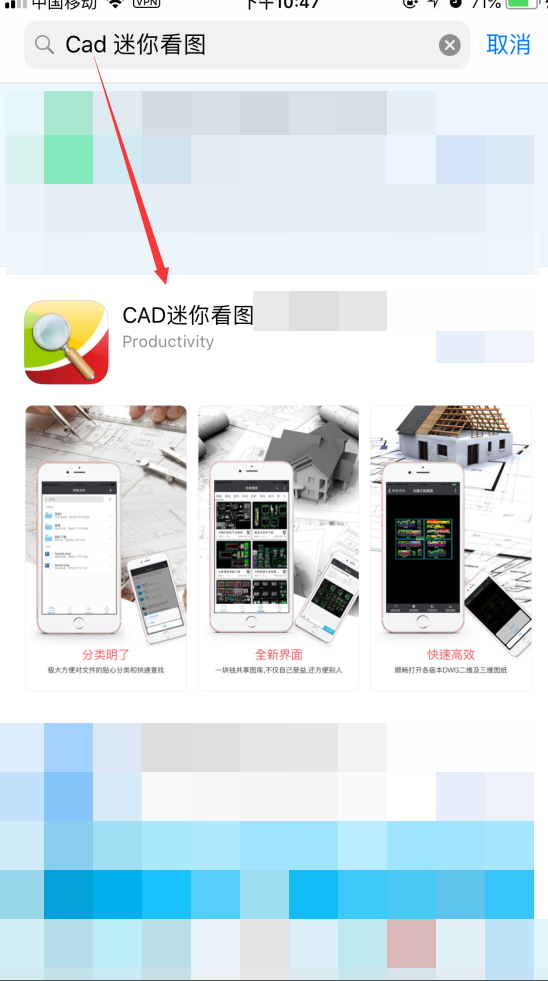 中国移动 VPN 下午10:47 71%
Cad 迷你看图
取消
CAD迷你看图
Productivity
分类明了
极大方便对文件的贴心分类和快速查找
全新界面
一块钱共享图库,不仅自己受益,还方便别人
快速高效
顺畅打开各版本DWG二维及三维图纸